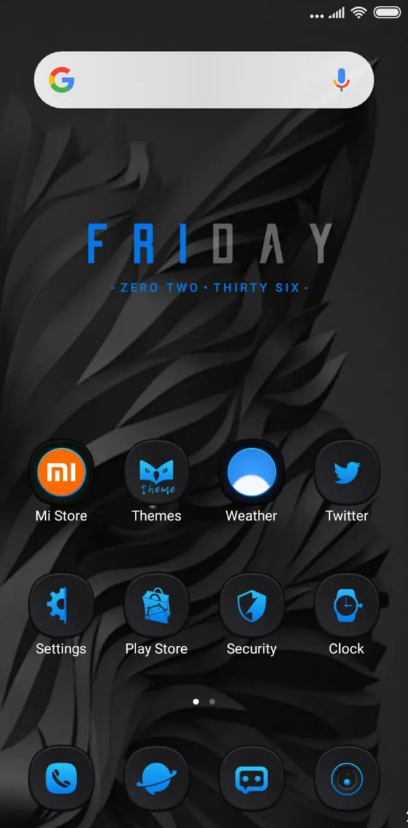 FRIDAY
- ZERO TWO • THIRTY SIX -
mi
theme
Mi Store Themes Weather Twitter
Settings Play Store Security Clock